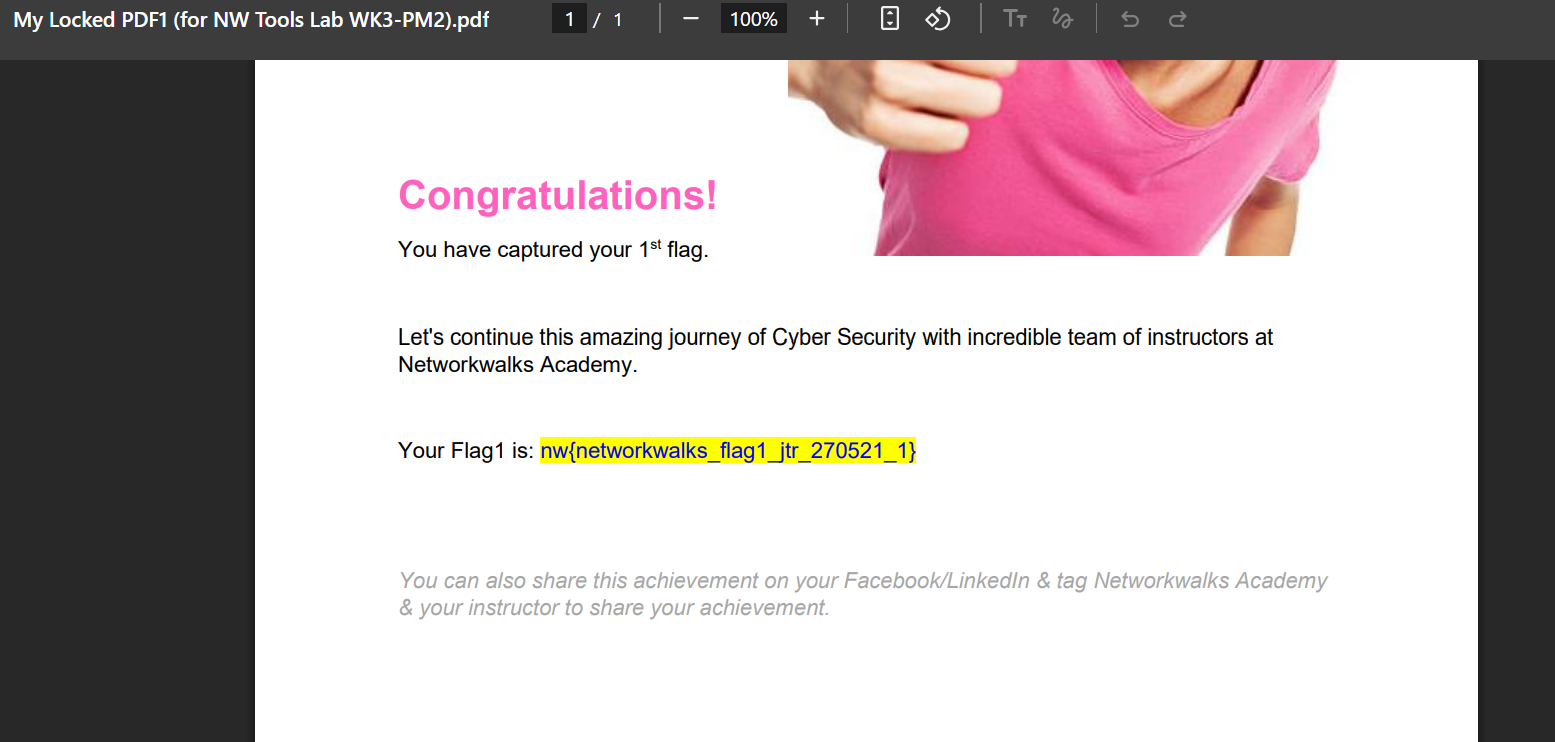 My Locked PDF1 (for NW Tools Lab WK3-PM2).pdf 1 / 1 100%
Congratulations!
You have captured your 1st flag.
Let's continue this amazing journey of Cyber Security with incredible team of instructors at
Networkwalks Academy.
Your Flag1 is: nw{networkwalks_flag1_jtr_270521_1}
You can also share this achievement on your Facebook/LinkedIn & tag Networkwalks Academy
& your instructor to share your achievement.